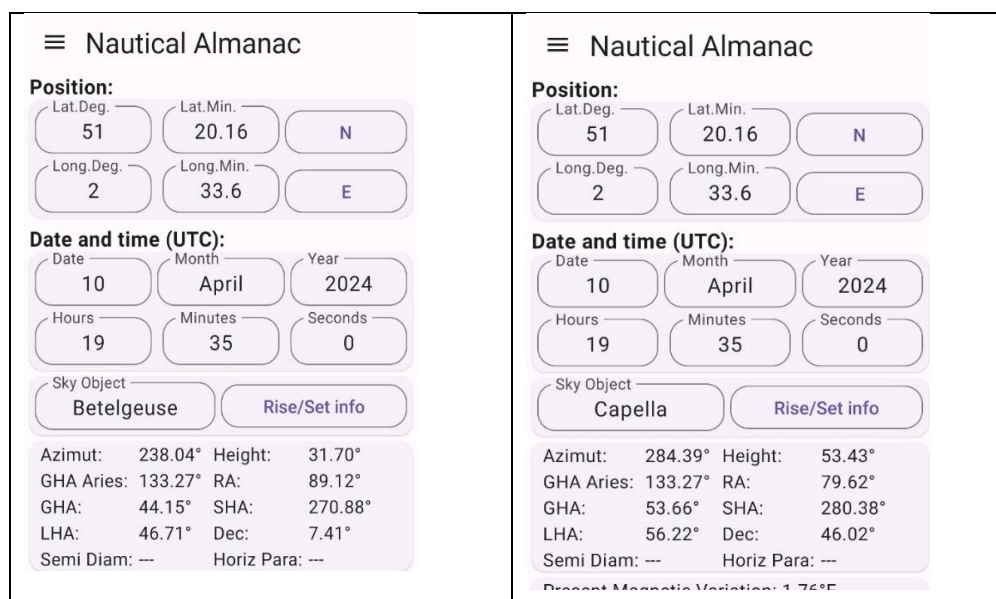 Nautical Almanac
Position:
Lat.Deg. Lat.Min.
51 20.16 N
Long.Deg. Long.Min.
2 33.6 E
Date and time (UTC):
Date Month Year
10 April 2024
Hours Minutes Seconds
19 35 0
Sky Object
Betelgeuse Rise/Set info
Azimut: 238.04° Height: 31.70°
GHA Aries: 133.27° RA: 89.12°
GHA: 44.15° SHA: 270.88°
LHA: 46.71° Dec: 7.41°
Semi Diam: --- Horiz Para: ---
Nautical Almanac
Position:
Lat.Deg. Lat.Min.
51 20.16 N
Long.Deg. Long.Min.
2 33.6 E
Date and time (UTC):
Date Month Year
10 April 2024
Hours Minutes Seconds
19 35 0
Sky Object
Capella Rise/Set info
Azimut: 284.39° Height: 53.43°
GHA Aries: 133.27° RA: 79.62°
GHA: 53.66° SHA: 280.38°
LHA: 56.22° Dec: 46.02°
Semi Diam: --- Horiz Para: ---
Present Magnetic Variation: 1.76°E